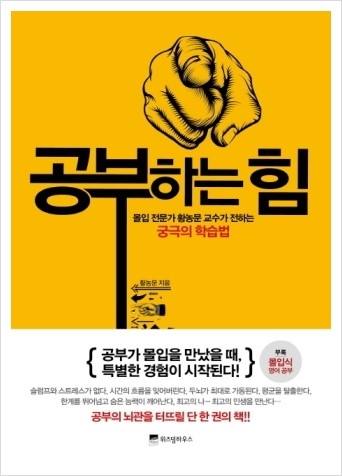 공부하는 힘
몰입 전문가 황농문 교수가 전하는
궁극의 학습법
황농문 지음
{ 공부가 몰입을 만났을 때,
특별한 경험이 시작된다! }
부록
몰입식
영어 공부
슬럼프와 스트레스가 없다, 시간의 흐름을 잊어버린다, 두뇌가 최대로 가동된다, 평균을 탈출한다,
한계를 뛰어넘고 숨은 능력이 깨어난다, 최고의 나 – 최고의 인생을 만난다…
공부의 뇌관을 터뜨릴 단 한 권의 책!!
위즈덤하우스